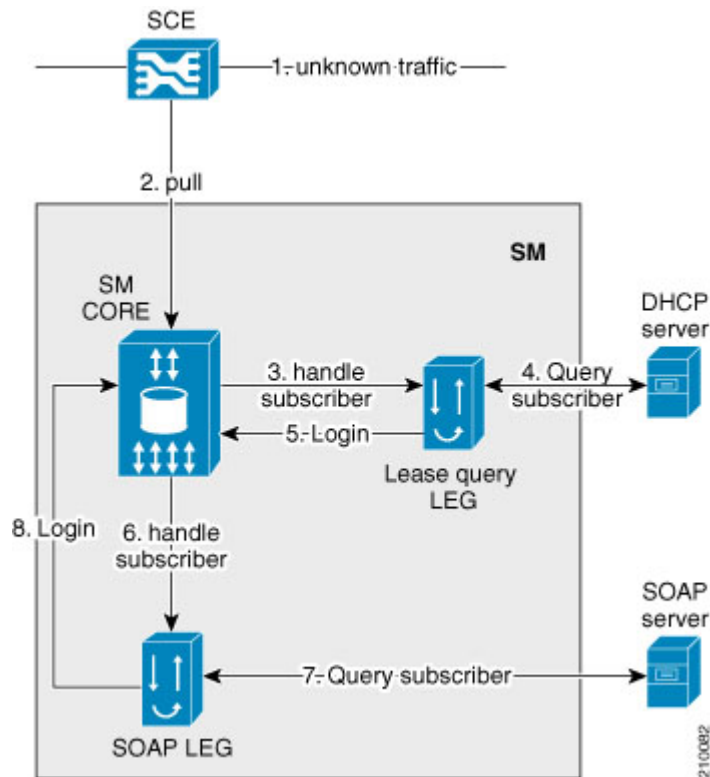 SCE
1. unknown traffic
2. pull
SM
SM
CORE
DHCP
server
3. handle
subscriber
4. Query
subscriber
5. Login
Lease query
LEG
8. Login
6. handle
subscriber
SOAP
server
7. Query subscriber
SOAP LEG
210082